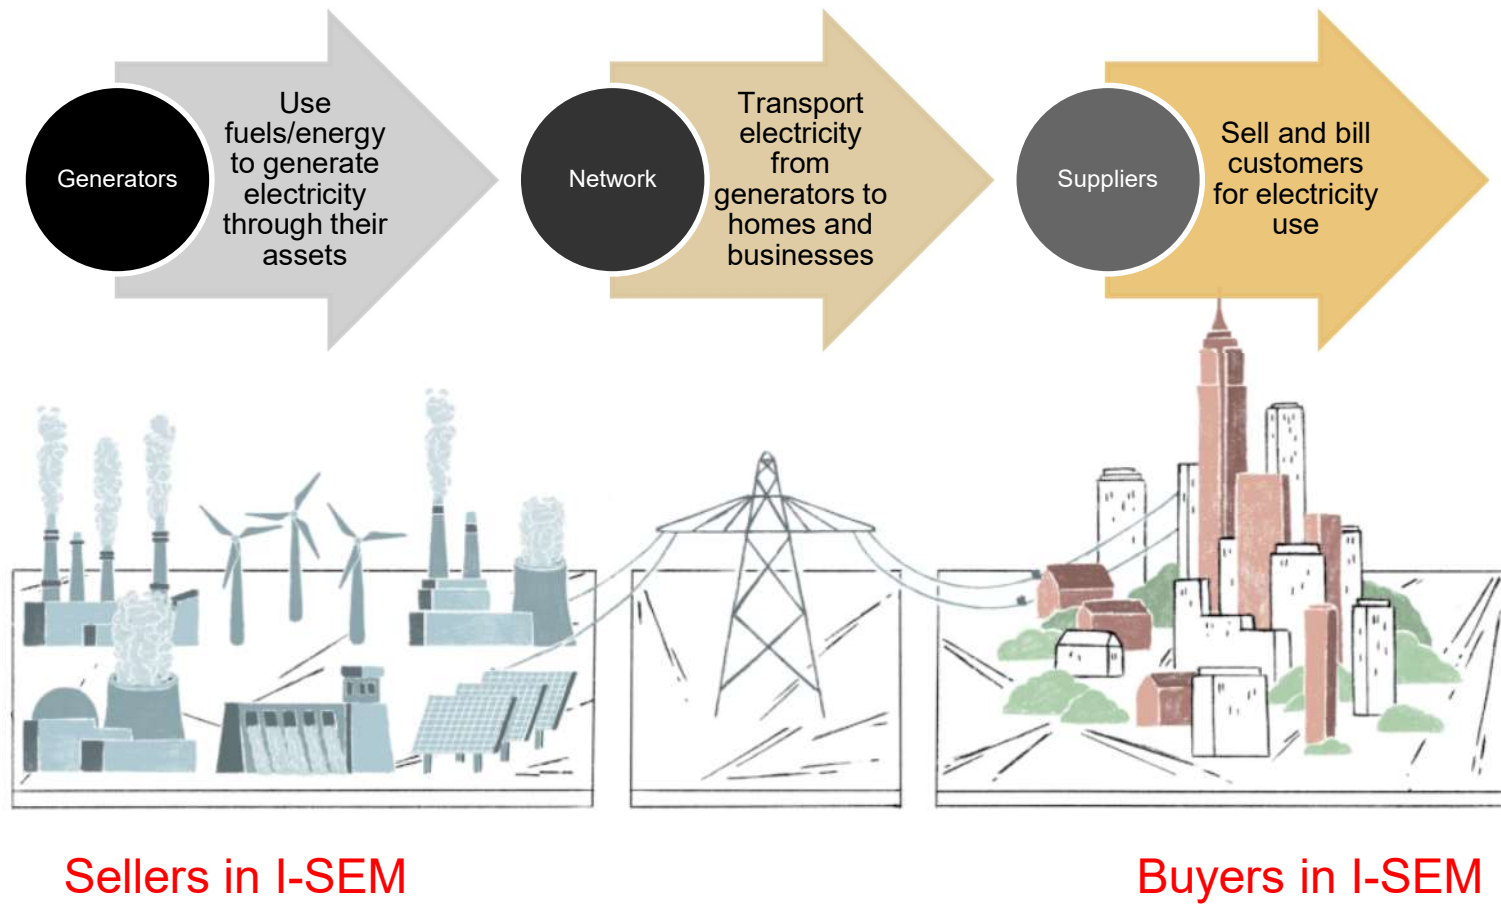 Generators
Use
fuels/energy
to generate
electricity
through their
assets
Network
Transport
electricity
from
generators to
homes and
businesses
Suppliers
Sell and bill
customers
for electricity
use
Sellers in I-SEM
Buyers in I-SEM